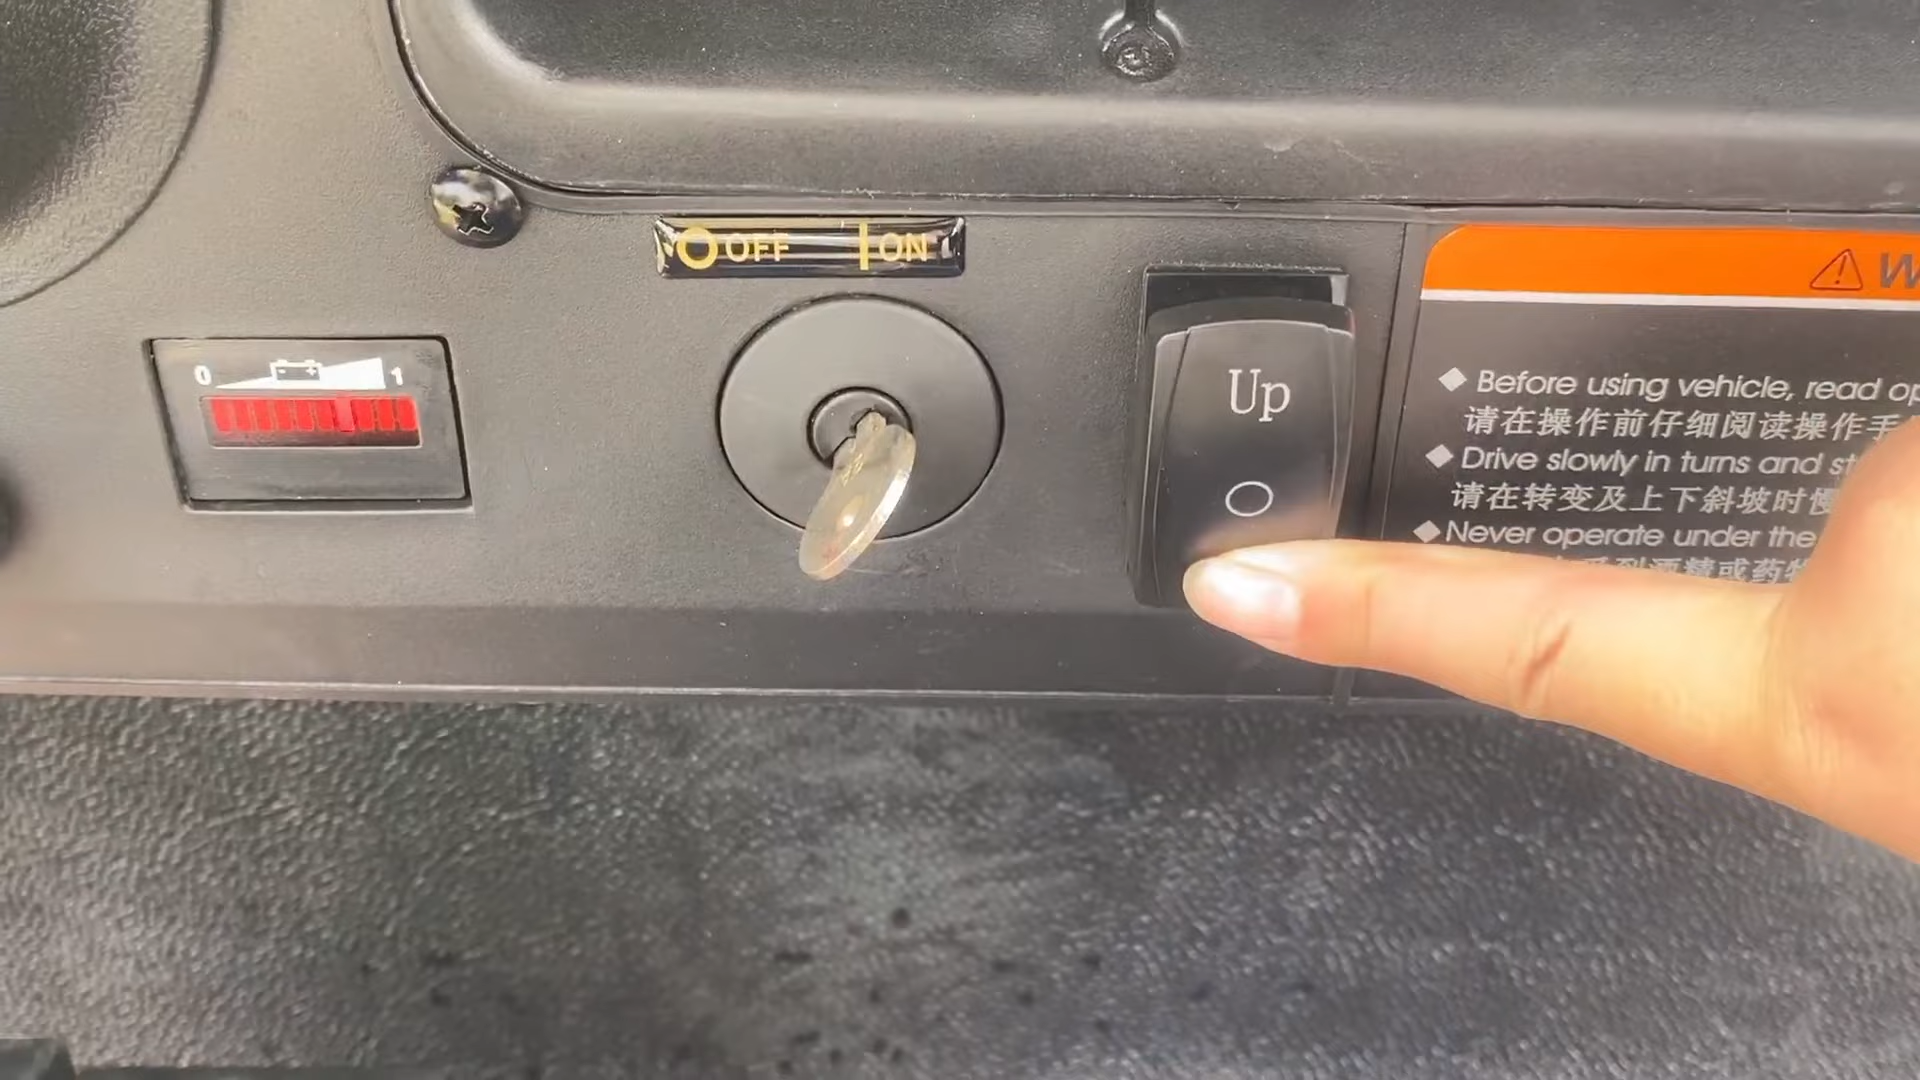 OFF ON
0 1
Up
Before using vehicle, read
请在操作前仔细阅读操作手
Drive slowly in turns and
请在转变及上下斜坡时慢
Never operate under the